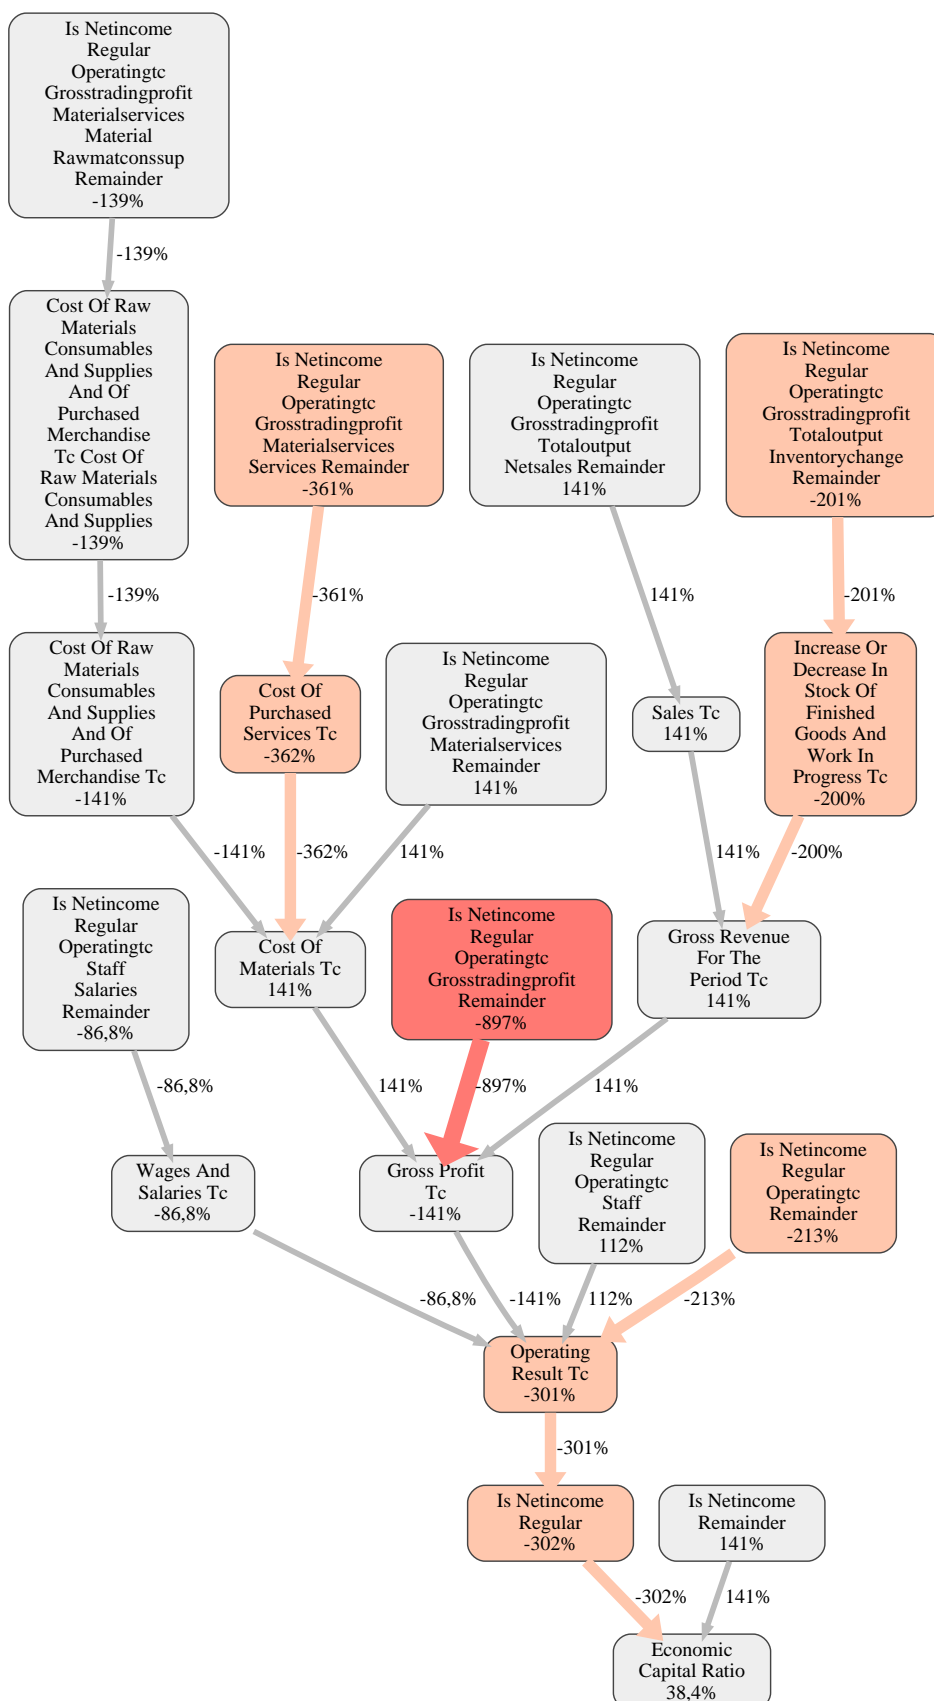 Is Netincome
Regular
Operatingtc
Grosstradingprofit
Materialservices
Material
Rawmatconssup
Remainder
-139%
-139%
Cost Of Raw
Materials
Consumables
And Supplies
And Of
Purchased
Merchandise
Tc Cost Of
Raw Materials
Consumables
And Supplies
-139%
Is Netincome
Regular
Operatingtc
Grosstradingprofit
Materialservices
Services Remainder
-361%
Is Netincome
Regular
Operatingtc
Grosstradingprofit
Totaloutput
Netsales Remainder
141%
Is Netincome
Regular
Operatingtc
Grosstradingprofit
Totaloutput
Inventorychange
Remainder
-201%
-139%
-361%
141%
-201%
Cost Of Raw
Materials
Consumables
And Supplies
And Of
Purchased
Merchandise Tc
-141%
Cost Of
Purchased
Services Tc
-362%
Is Netincome
Regular
Operatingtc
Grosstradingprofit
Materialservices
Remainder
141%
Sales Tc
141%
Increase Or
Decrease In
Stock Of
Finished
Goods And
Work In
Progress Tc
-200%
-141%
-362%
141%
141%
-200%
Is Netincome
Regular
Operatingtc
Staff
Salaries
Remainder
-86,8%
Cost Of
Materials Tc
141%
Is Netincome
Regular
Operatingtc
Grosstradingprofit
Remainder
-897%
Gross Revenue
For The
Period Tc
141%
-86,8%
141%
-897%
141%
Wages And
Salaries Tc
-86,8%
Gross Profit
Tc
-141%
Is Netincome
Regular
Operatingtc
Staff
Remainder
112%
Is Netincome
Regular
Operatingtc
Remainder
-213%
-86,8%
-141%
112%
-213%
Operating
Result Tc
-301%
-301%
Is Netincome
Regular
-302%
Is Netincome
Remainder
141%
-302%
141%
Economic
Capital Ratio
38,4%